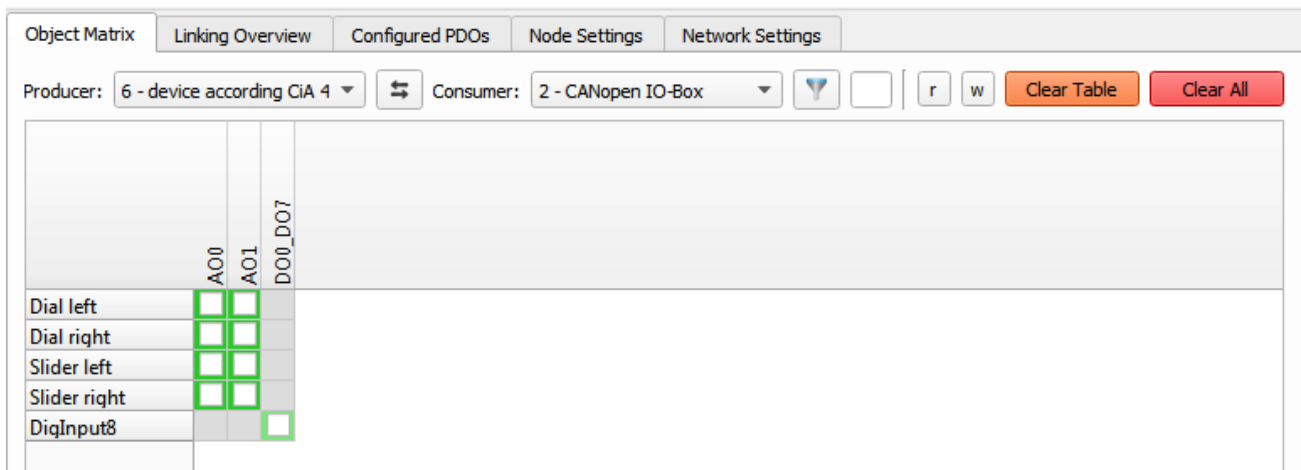 Object Matrix Linking Overview Configured PDOs Node Settings Network Settings
Producer: 6 - device according CiA 4 Consumer: 2 - CANopen IO-Box r w Clear Table Clear All
AO0 AO1 DO0_DO7
Dial left
Dial right
Slider left
Slider right
DigInput8